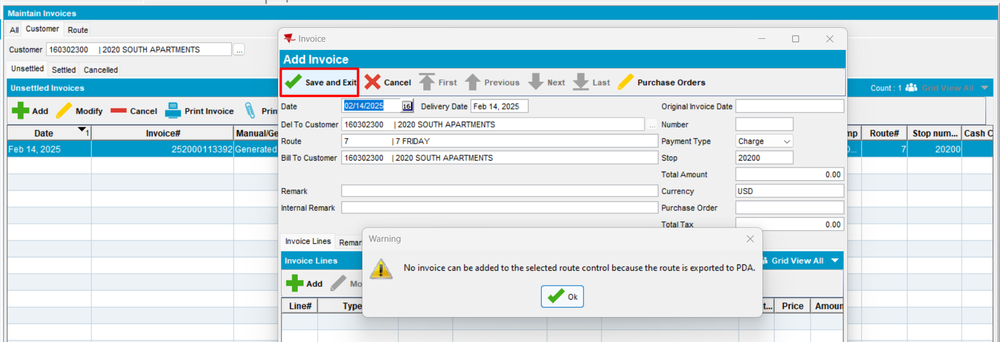 Maintain Invoices
All Customer Route
Customer 160302300 | 2020 SOUTH APARTMENTS ...
Unsettled Settled Cancelled
Unsettled Invoices
Count : 1 Grid View All
Add Modify Cancel Print Invoice Prin
Date 1 Invoice# Manual/Ge
mp Route# Stop num... Cash C
Feb 14, 2025 252000113392 Generated
0... 7 20200
Invoice
Add Invoice
Save and Exit Cancel First Previous Next Last Purchase Orders
Date 02/14/2025 16 Delivery Date Feb 14, 2025 Original Invoice Date
Del To Customer 160302300 | 2020 SOUTH APARTMENTS ... Number
Route 7 | 7 FRIDAY Payment Type Charge
Bill To Customer 160302300 | 2020 SOUTH APARTMENTS Stop 20200
Total Amount 0.00
Remark Currency USD
Internal Remark Purchase Order
Total Tax 0.00
Invoice Lines Remar
Invoice Lines Grid View All
Add Mo
Line# Type t... Price Amoun
Warning
No invoice can be added to the selected route control because the route is exported to PDA.
Ok